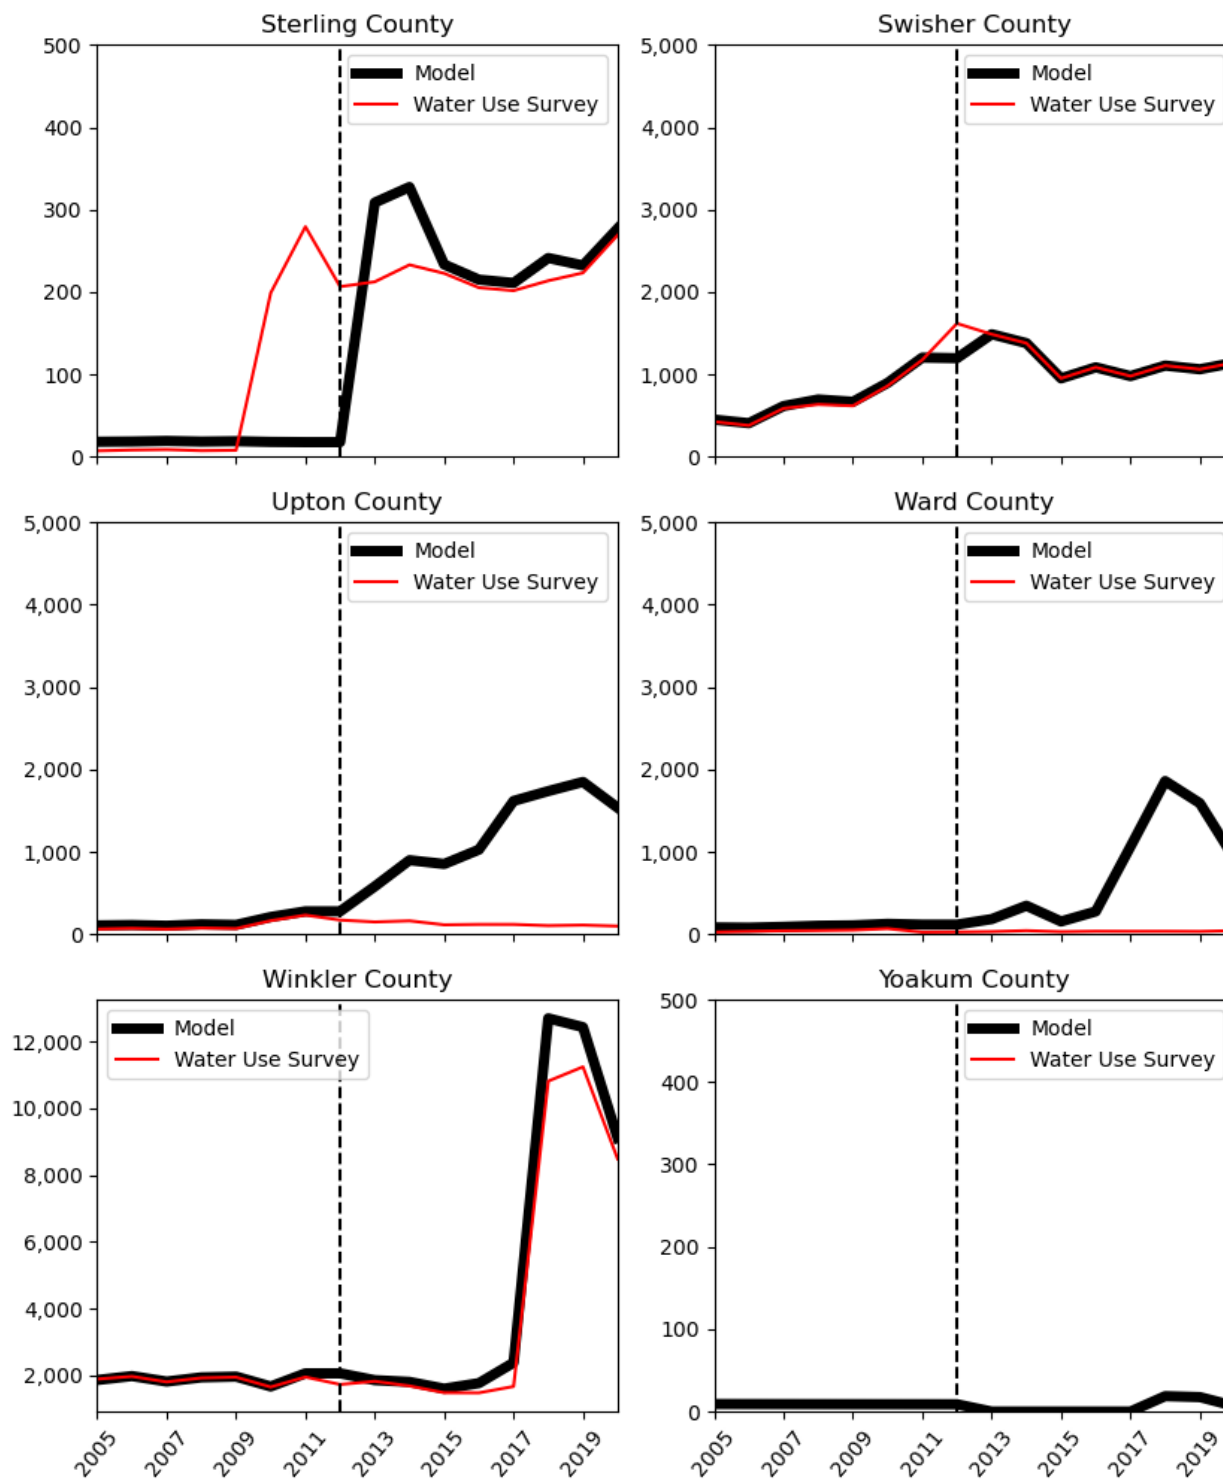 Sterling County
500
400
300
200
100
0
Model
Water Use Survey
Swisher County
5,000
4,000
3,000
2,000
1,000
0
Model
Water Use Survey
Upton County
5,000
4,000
3,000
2,000
1,000
0
Model
Water Use Survey
Ward County
5,000
4,000
3,000
2,000
1,000
0
Model
Water Use Survey
Winkler County
12,000
10,000
8,000
6,000
4,000
2,000
Model
Water Use Survey
2005
2007
2009
2011
2013
2015
2017
2019
Yoakum County
500
400
300
200
100
0
Model
Water Use Survey
2005
2007
2009
2011
2013
2015
2017
2019